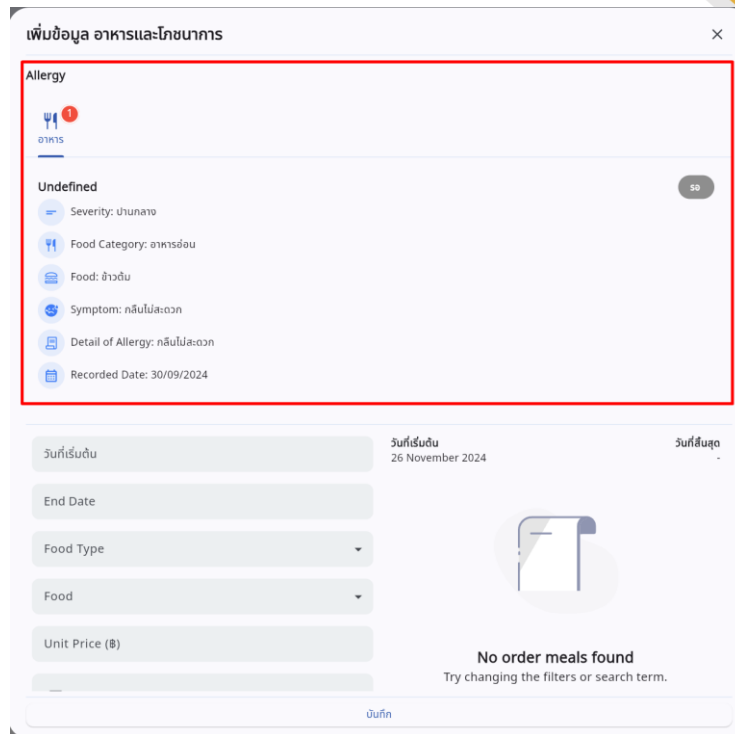 เพิ่มข้อมูล อาหารและโภชนาการ
Allergy
1
อาหาร
Undefined
รอ
Severity: ปานกลาง
Food Category: อาหารอ่อน
Food: ข้าวต้ม
Symptom: กลืนไม่สะดวก
Detail of Allergy: กลืนไม่สะดวก
Recorded Date: 30/09/2024
วันที่เริ่มต้น
End Date
Food Type
Food
Unit Price (฿)
วันที่เริ่มต้น
26 November 2024
วันที่สิ้นสุด
-
No order meals found
Try changing the filters or search term.
บันทึก